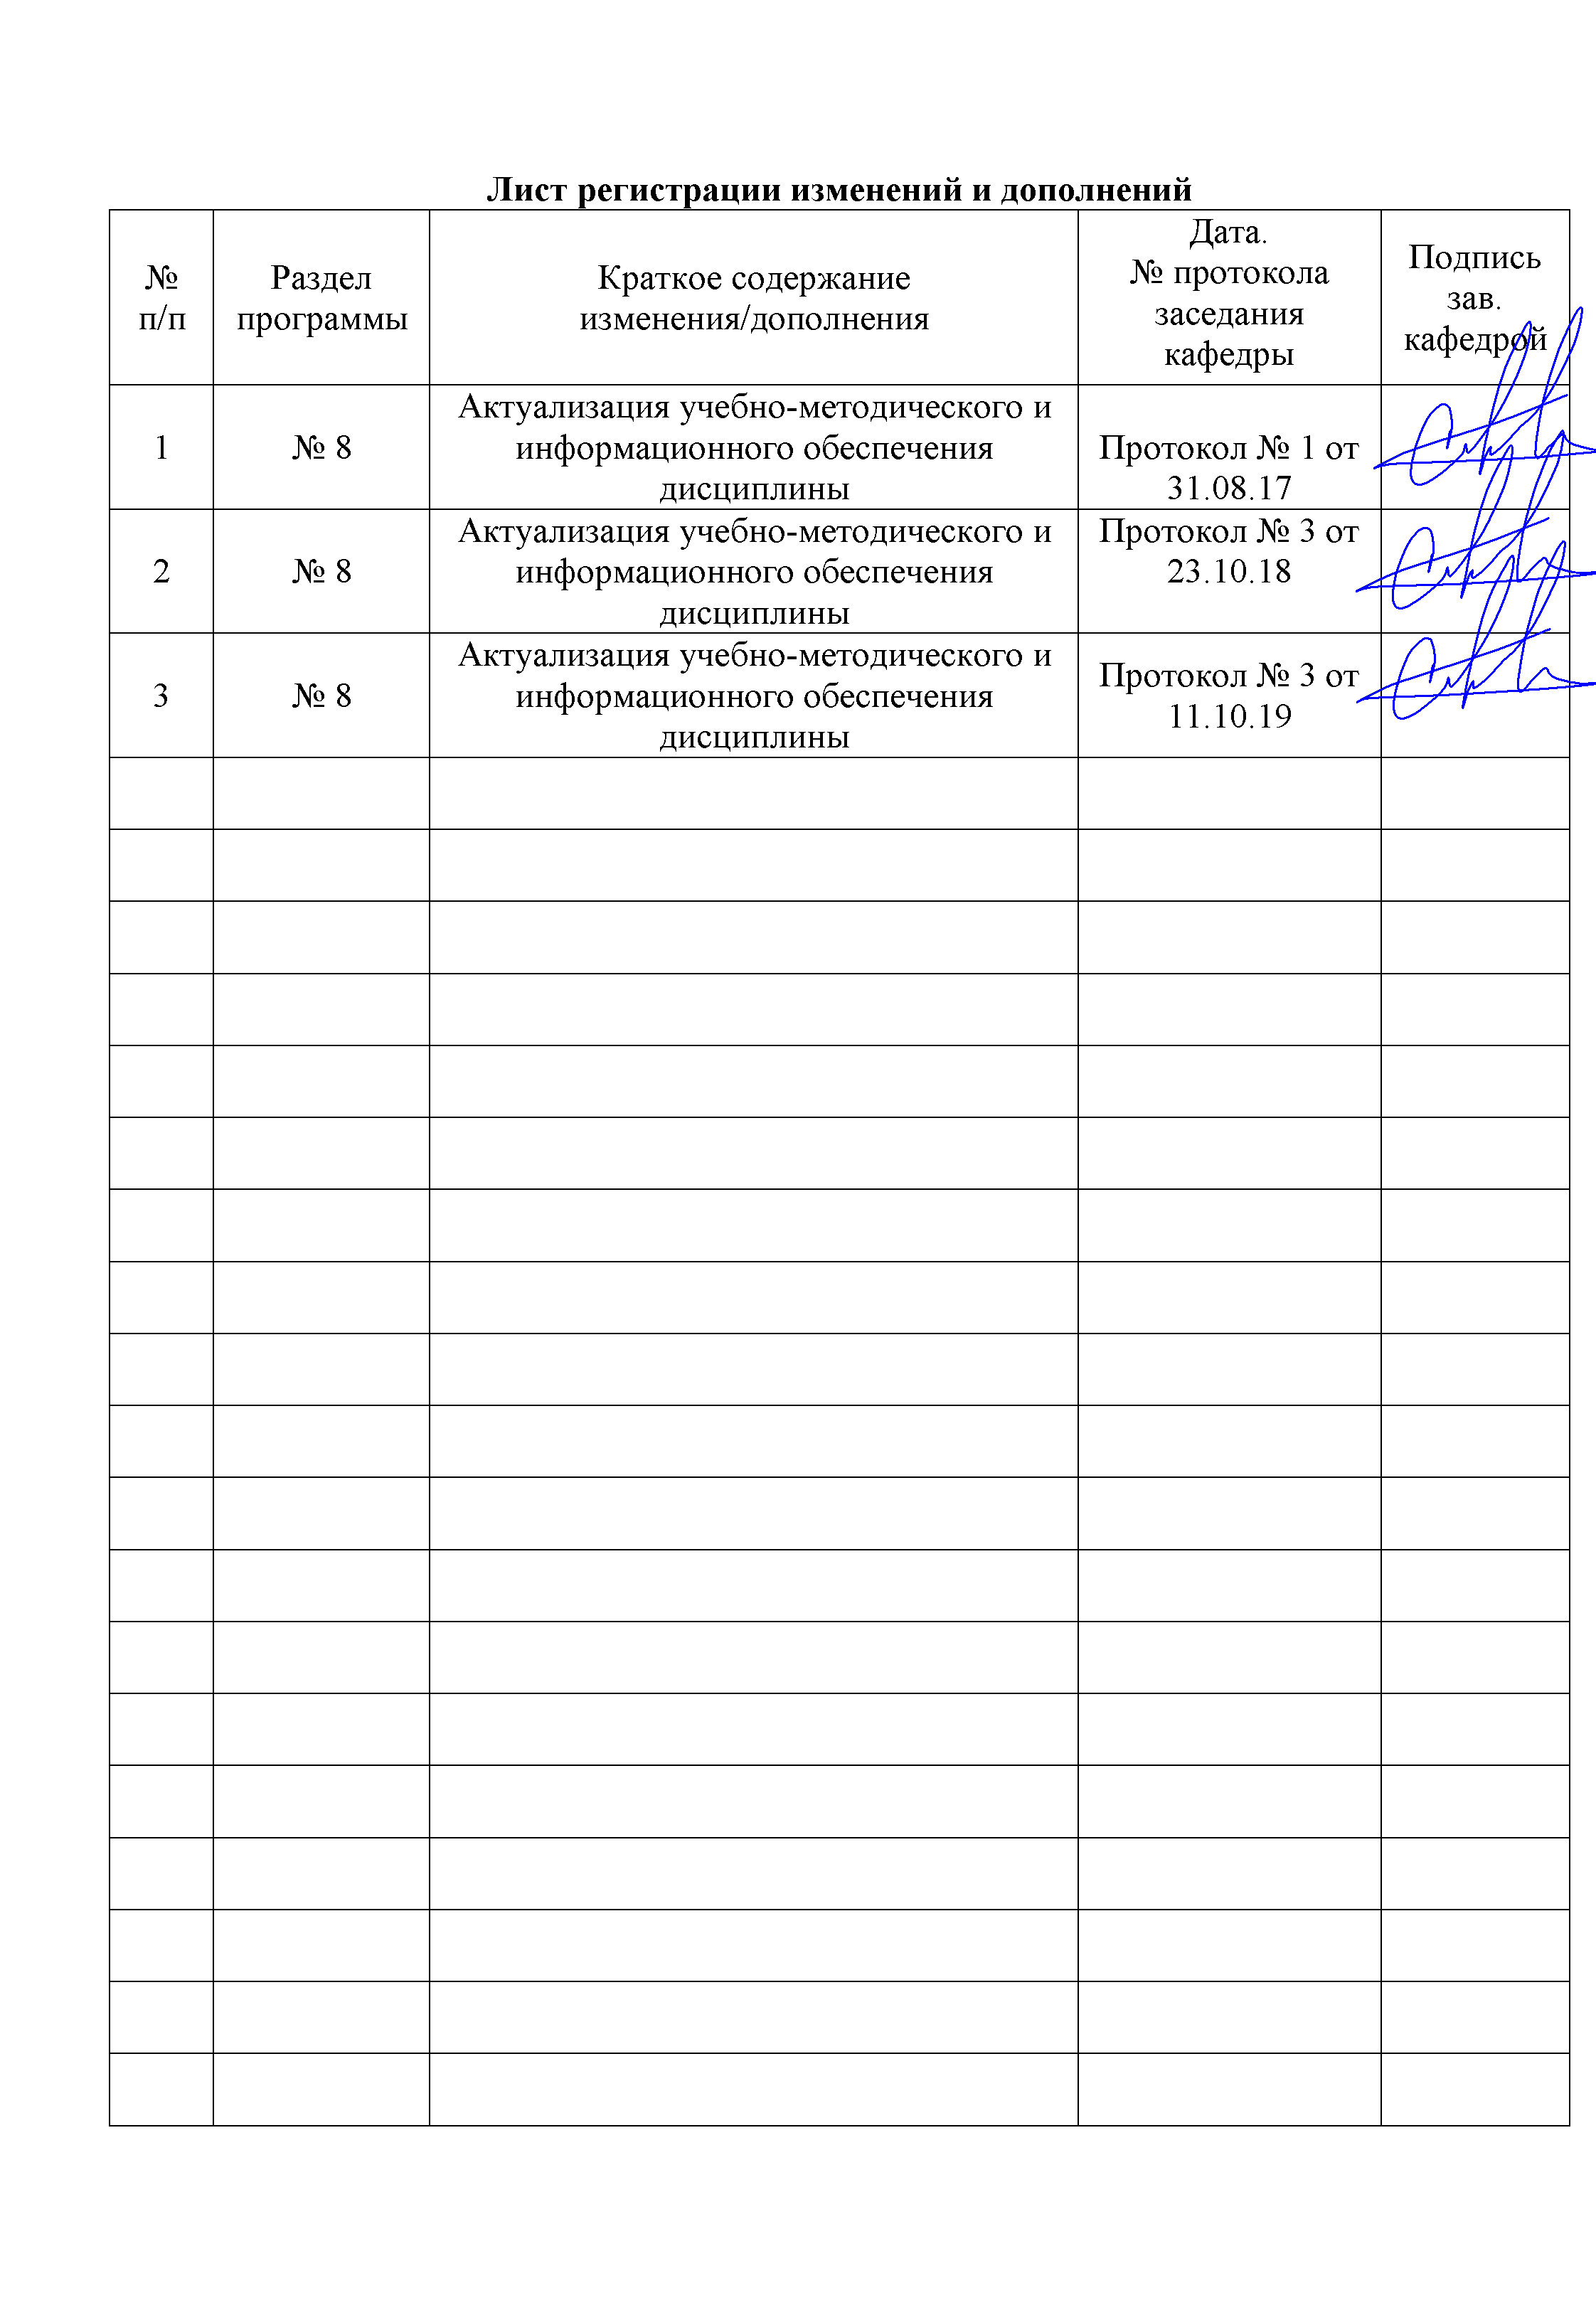 Лист регистрации изменений и дополнений
№
п/п
Раздел
программы
Краткое содержание
изменения/дополнения
Дата.
№ протокола
заседания
кафедры
Подпись
зав.
кафедрой
1
№ 8
Актуализация учебно-методического и
информационного обеспечения
дисциплины
Протокол № 1 от
31.08.17
2
№ 8
Актуализация учебно-методического и
информационного обеспечения
дисциплины
Протокол № 3 от
23.10.18
3
№ 8
Актуализация учебно-методического и
информационного обеспечения
дисциплины
Протокол № 3 от
11.10.19